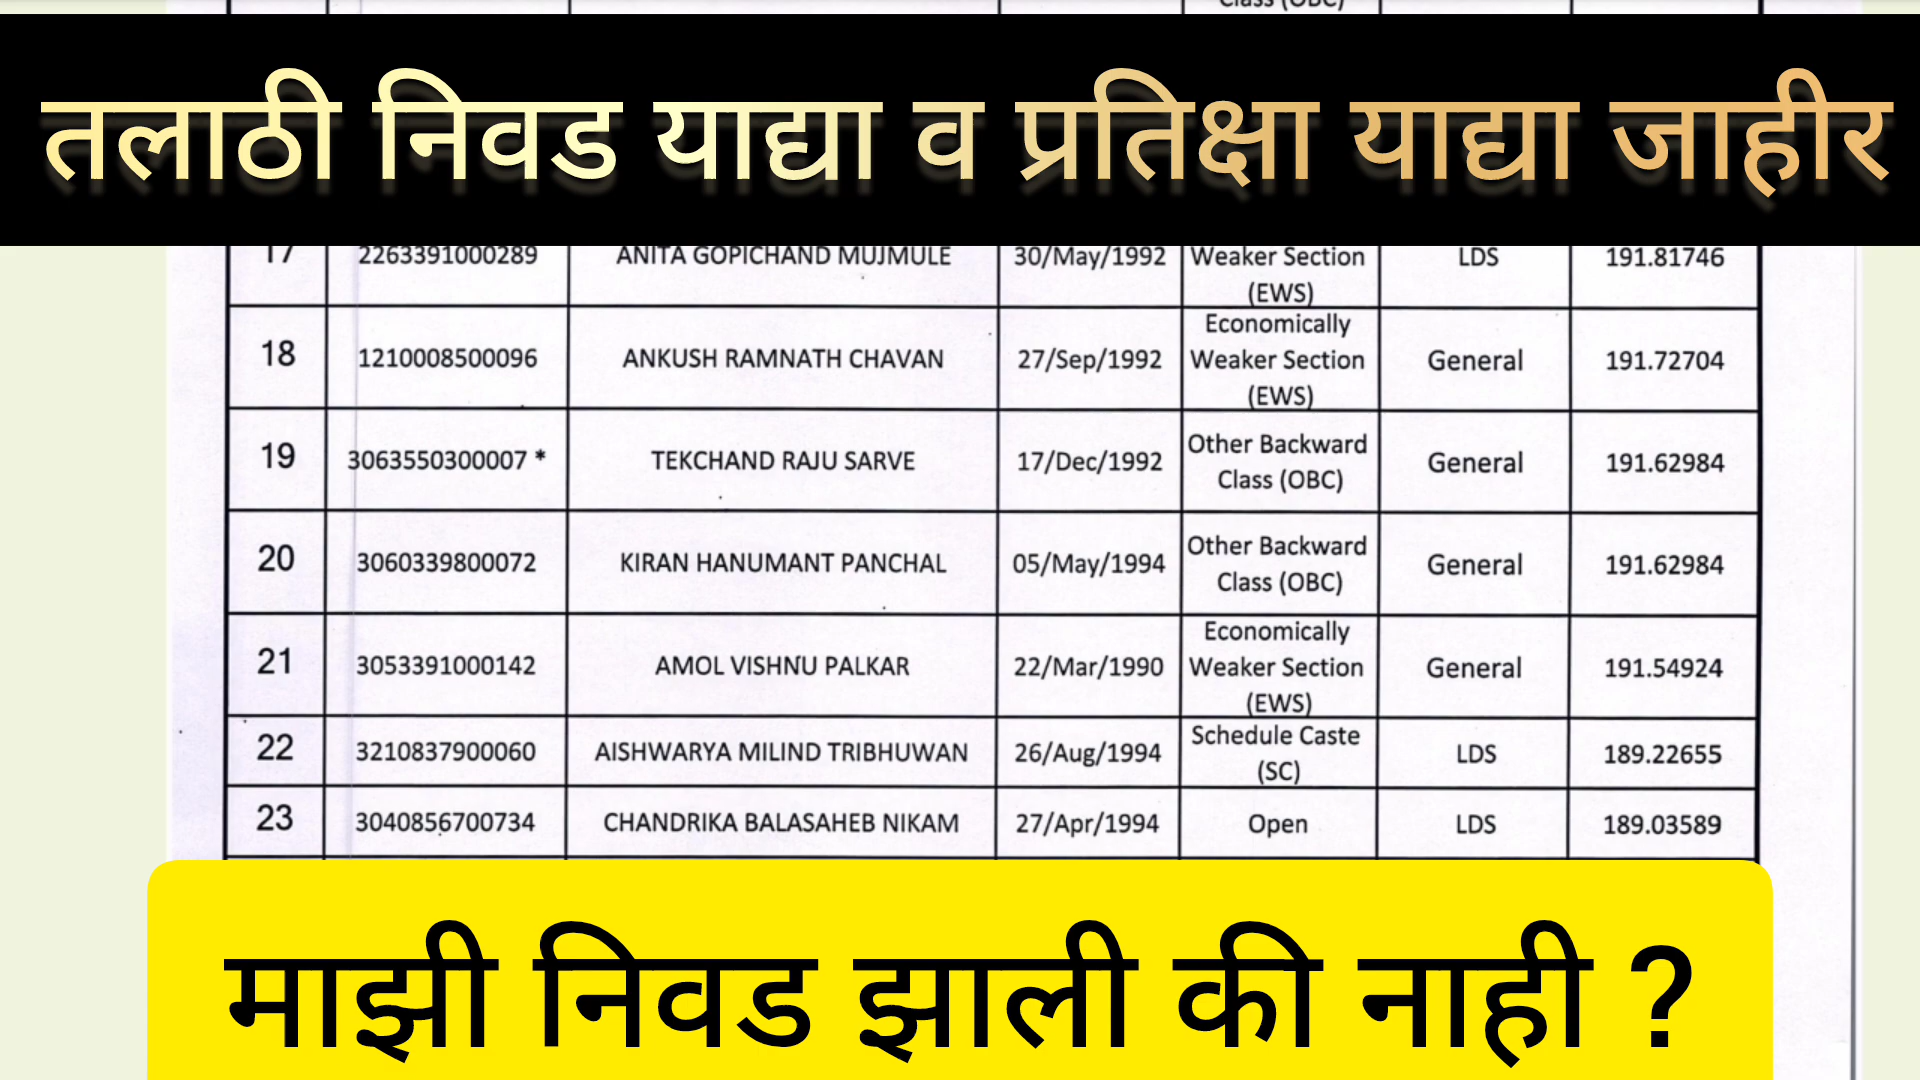 Class (OBC)
तलाठी निवड याद्या व प्रतिक्षा याद्या जाहीर
17 2263391000289 ANITA GOPICHAND MUJMULE 30/May/1992 Weaker Section (EWS) LDS 191.81746
18 1210008500096 ANKUSH RAMNATH CHAVAN 27/Sep/1992 Economically Weaker Section (EWS) General 191.72704
19 3063550300007 * TEKCHAND RAJU SARVE 17/Dec/1992 Other Backward Class (OBC) General 191.62984
20 3060339800072 KIRAN HANUMANT PANCHAL 05/May/1994 Other Backward Class (OBC) General 191.62984
21 3053391000142 AMOL VISHNU PALKAR 22/Mar/1990 Economically Weaker Section (EWS) General 191.54924
22 3210837900060 AISHWARYA MILIND TRIBHUWAN 26/Aug/1994 Schedule Caste (SC) LDS 189.22655
23 3040856700734 CHANDRIKA BALASAHEB NIKAM 27/Apr/1994 Open LDS 189.03589
माझी निवड झाली की नाही ?